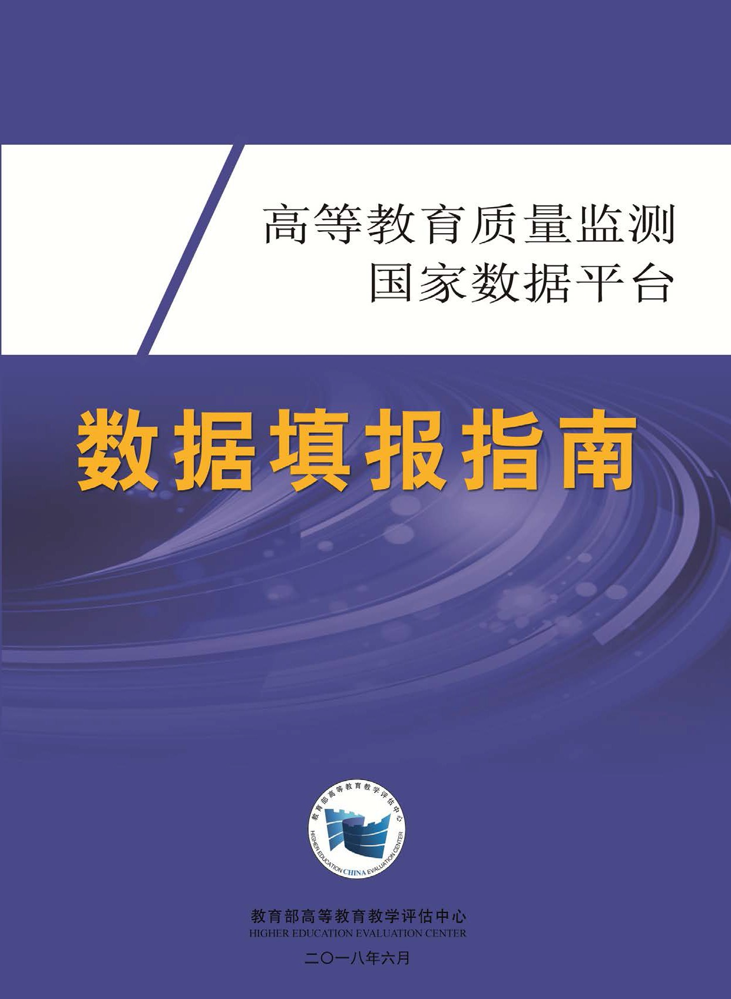 高等教育质量监测
国家数据平台
数据填报指南
教育部高等教育教学评估中心
HIGHER EDUCATION CHINA EVALUATION CENTER
教育部高等教育教学评估中心
HIGHER EDUCATION EVALUATION CENTER
二〇一八年六月